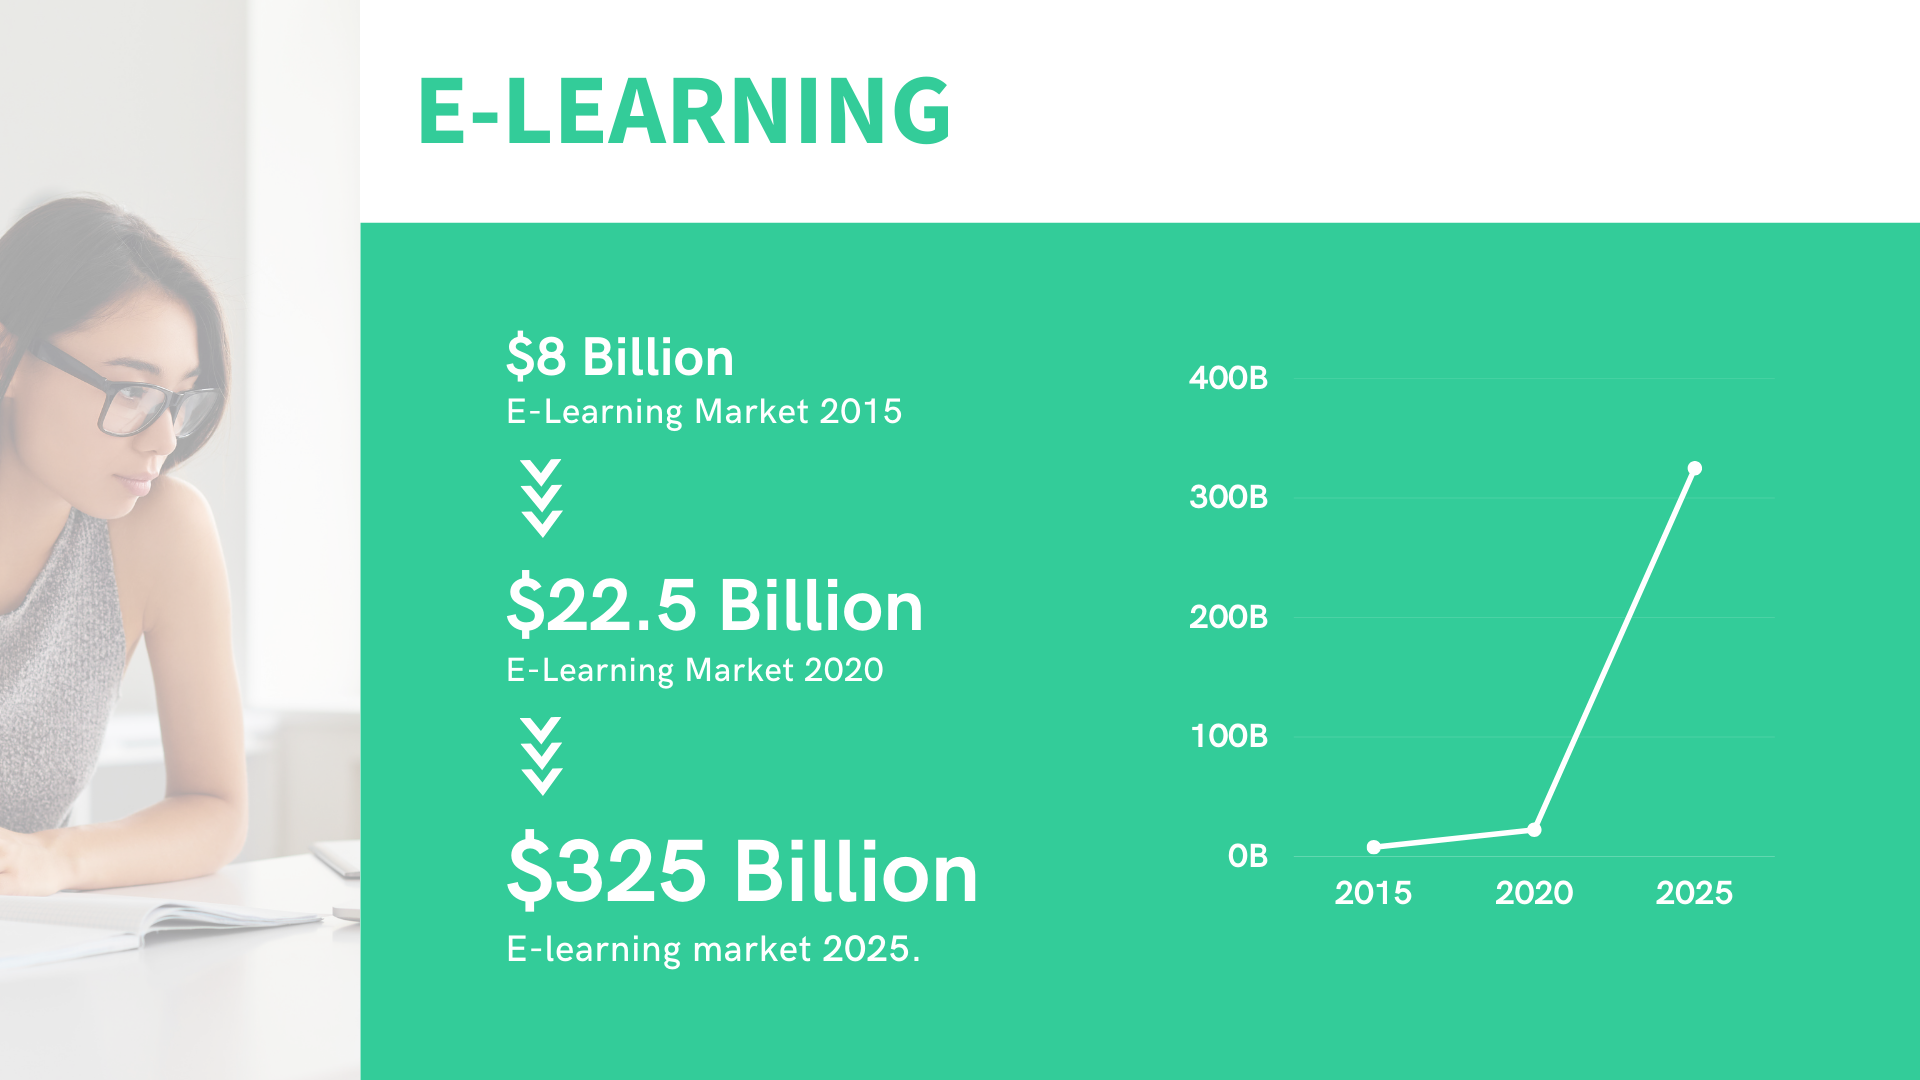 E-LEARNING
$8 Billion
E-Learning Market 2015
$22.5 Billion
E-Learning Market 2020
$325 Billion
E-learning market 2025.
400B
300B
200B
100B
0B
2015 2020 2025